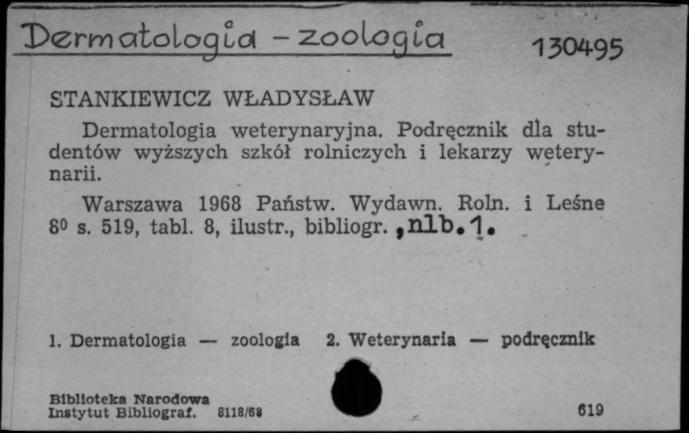 Dermatologia - zoologia 130495
STANKIEWICZ WŁADYSŁAW
Dermatologia weterynaryjna. Podręcznik dla stu-
dentów wyższych szkół rolniczych i lekarzy wetery-
narii.
Warszawa 1968 Państw. Wydawn. Roln. i Leśne
8⁰ s. 519, tabl. 8, ilustr., bibliogr. , nlb. 1.
1. Dermatologia — zoologia 2. Weterynaria — podręcznik
Biblioteka Narodowa
Instytut Bibliograf. 8118/68 619